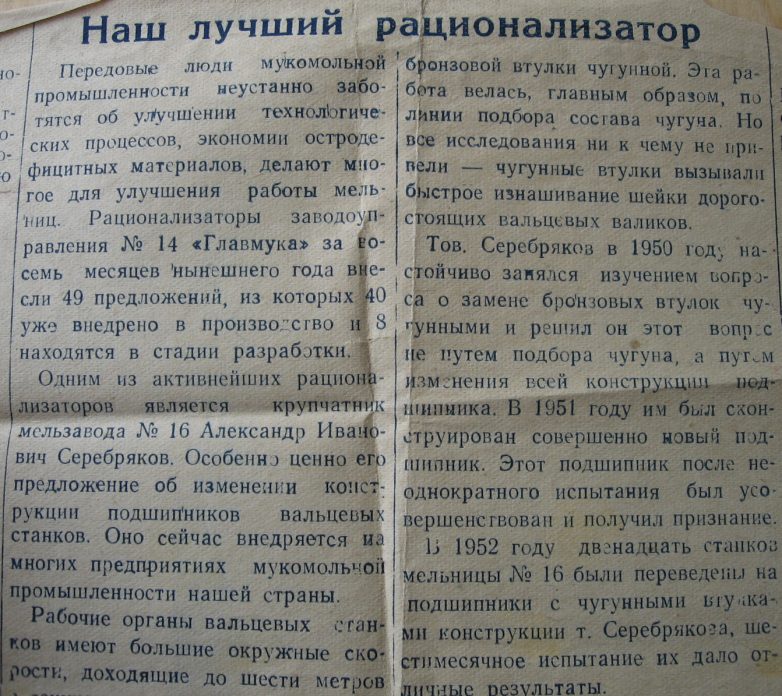 Наш лучший рационализатор
Передовые люди мукомольной
промышленности неустанно забо-
тятся об улучшении технологиче-
ских процессов, экономии остроде-
фицитных материалов, делают мно-
гое для улучшения работы мель-
ниц. Рационализаторы заводоуп-
равления № 14 «Главмука» за во-
семь месяцев нынешнего года вне-
сли 49 предложений, из которых 40
уже внедрено в производство и 8
находятся в стадии разработки.
Одним из активнейших рациона-
лизаторов является крупчатник
мельзавода № 16 Александр Ивано-
вич Серебряков. Особенно ценно его
предложение об изменении конст-
рукции подшипников вальцевых
станков. Оно сейчас внедряется на
многих предприятиях мукомольной
промышленности нашей страны.
Рабочие органы вальцевых стан-
ков имеют большие окружные ско-
рости, доходящие до шести метров
бронзовой втулки чугунной. Эта ра-
бота велась, главным образом, по
линии подбора состава чугуна. Но
все исследования ни к чему не при-
вели — чугунные втулки вызывали
быстрое изнашивание шейки дорого-
стоящих вальцевых валиков.
Тов. Серебряков в 1950 году на-
стойчиво занялся изучением вопро-
са о замене бронзовых втулок чу-
гунными и решил он этот вопрос
не путем подбора чугуна, а путем
изменения всей конструкции под-
шипника. В 1951 году им был скон-
струирован совершенно новый под-
шипник. Этот подшипник после не-
однократного испытания был усо-
вершенствован и получил признание.
В 1952 году двенадцать станков
мельницы № 16 были переведены на
подшипники с чугунными втулка-
ми конструкции т. Серебрякова, ше-
стимесячное испытание их дало от-
личные результаты.